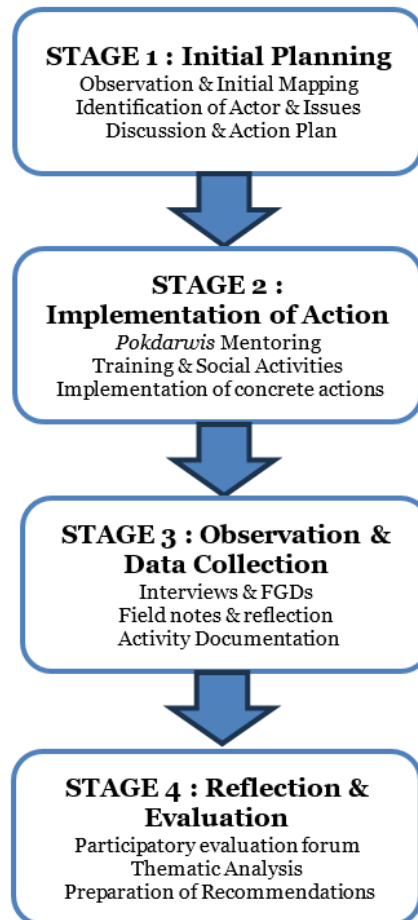 STAGE 1 : Initial Planning
Observation & Initial Mapping
Identification of Actor & Issues
Discussion & Action Plan
STAGE 2 :
Implementation of Action
Pokdarwis Mentoring
Training & Social Activities
Implementation of concrete actions
STAGE 3 : Observation &
Data Collection
Interviews & FGDs
Field notes & reflection
Activity Documentation
STAGE 4 : Reflection &
Evaluation
Participatory evaluation forum
Thematic Analysis
Preparation of Recommendations